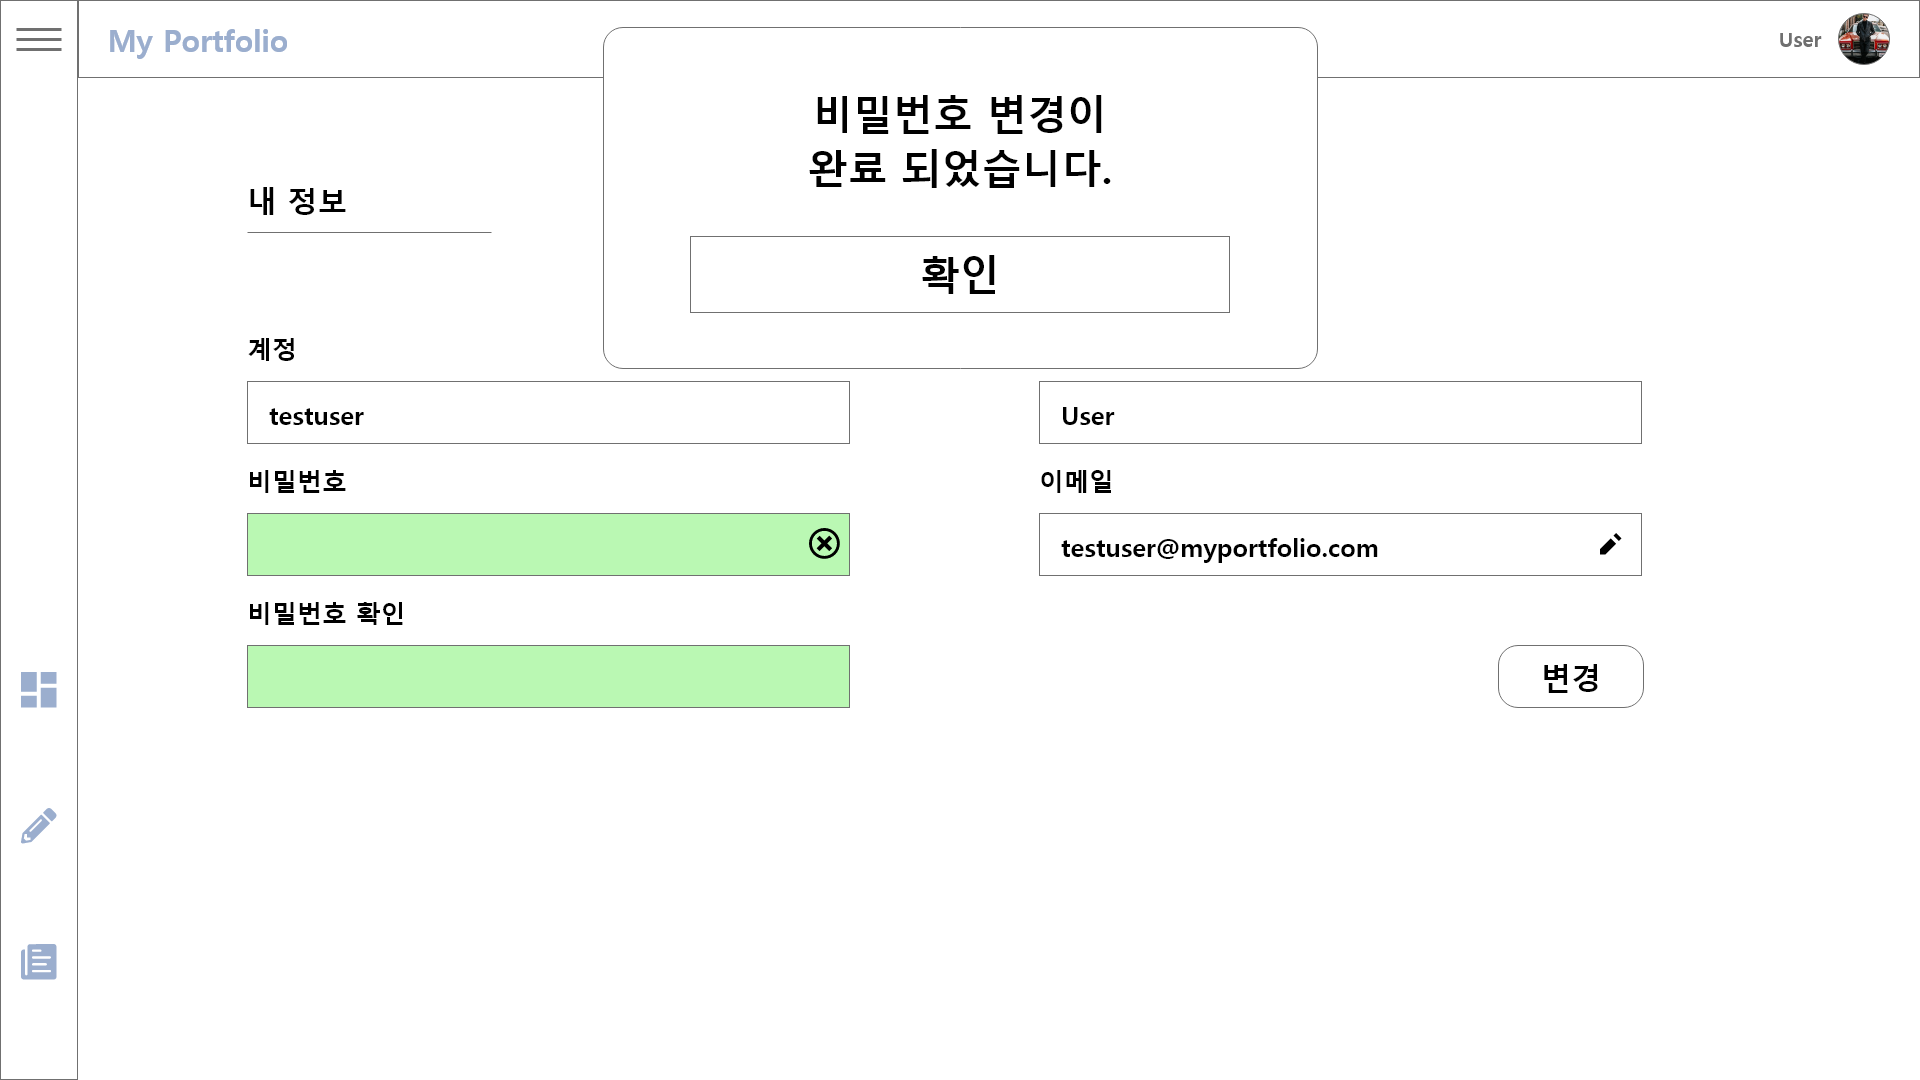 My Portfolio
User
비밀번호 변경이
완료 되었습니다.
확인
내 정보
계정
testuser
User
비밀번호
이메일
testuser@myportfolio.com
비밀번호 확인
변경